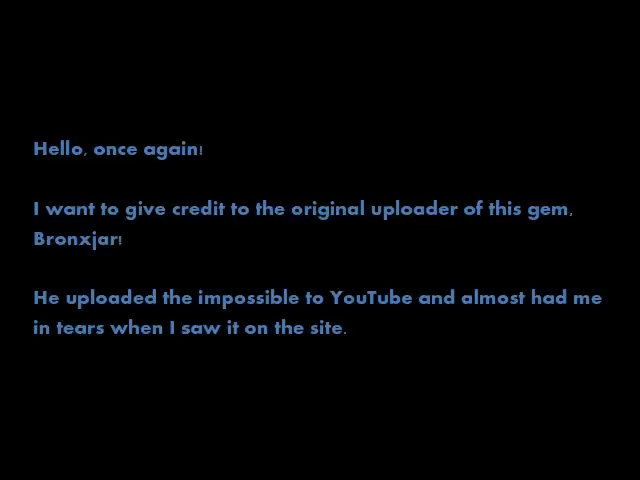 Hello, once again!
I want to give credit to the original uploader of this gem,
Bronxjar!
He uploaded the impossible to YouTube and almost had me
in tears when I saw it on the site.